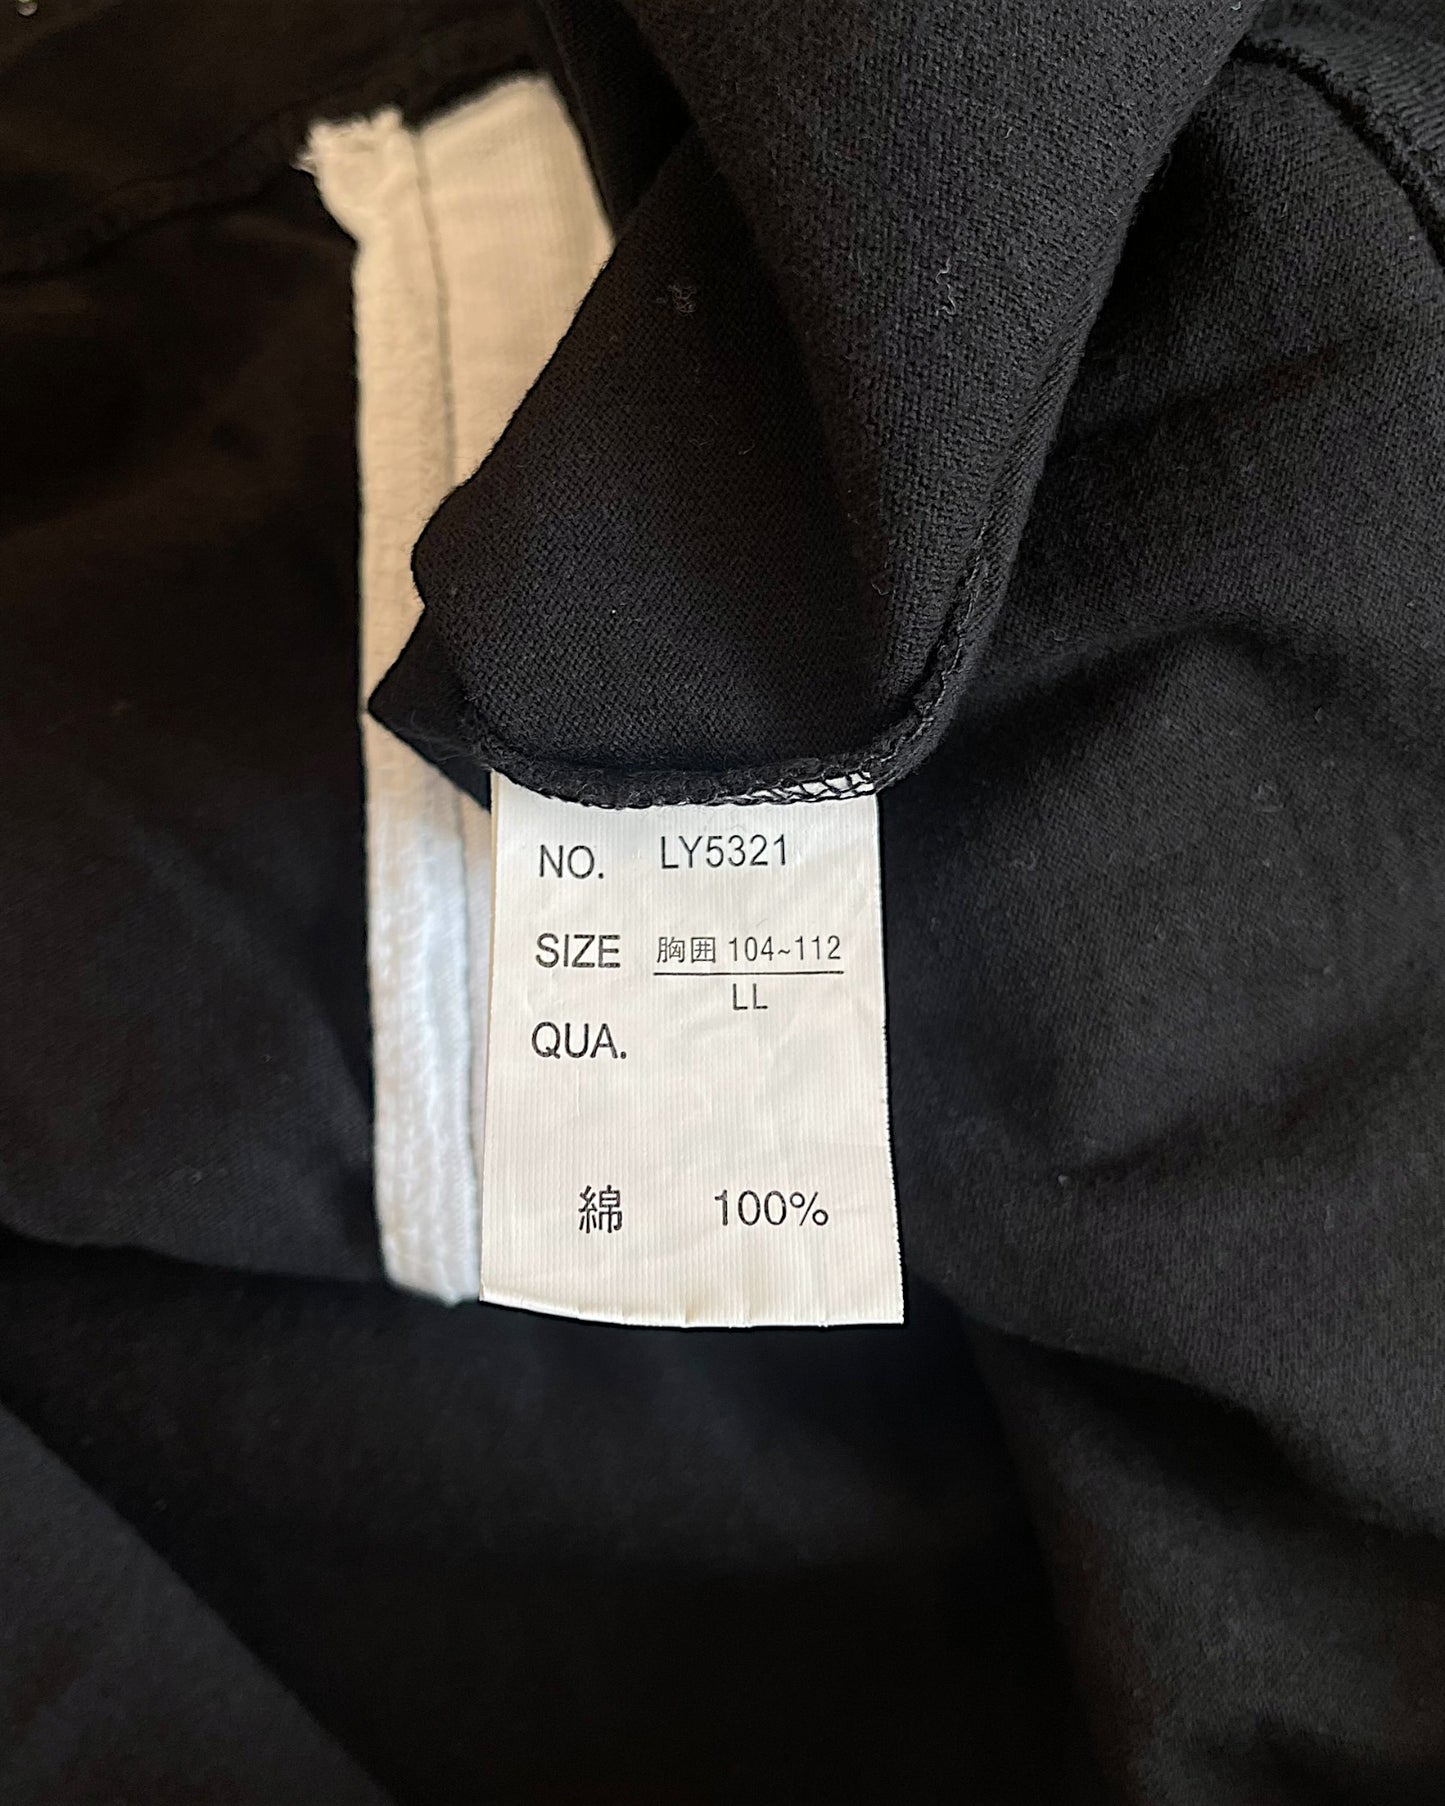 NO. LY5321
SIZE 胸囲 104~112
LL
QUA.
綿 100%